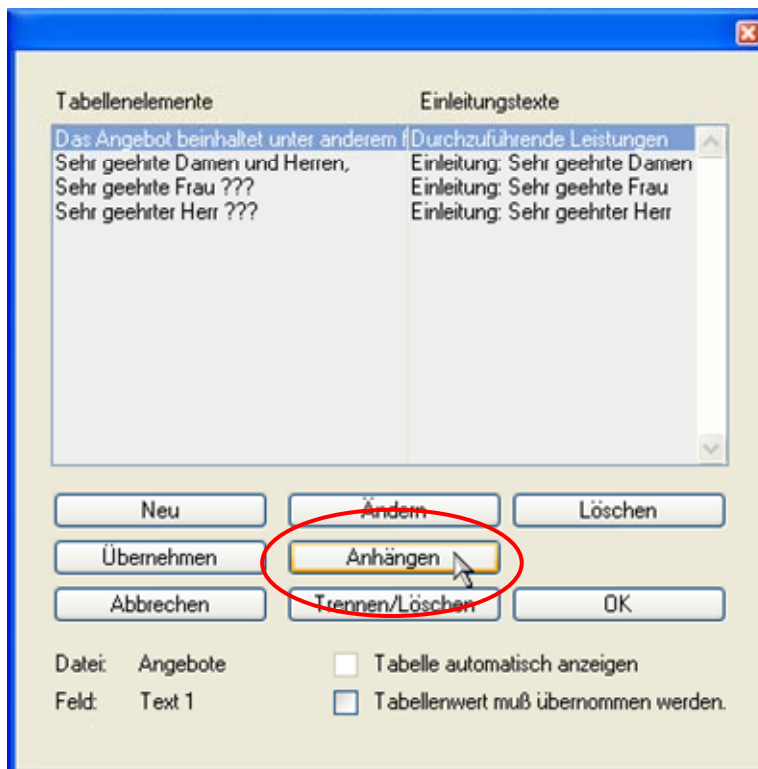 Tabellenelemente Einleitungstexte
Das Angebot beinhaltet unter anderem f Durchzuführende Leistungen
Sehr geehrte Damen und Herren, Einleitung: Sehr geehrte Damen
Sehr geehrte Frau ??? Einleitung: Sehr geehrte Frau
Sehr geehrter Herr ??? Einleitung: Sehr geehrter Herr
Neu Ändern Löschen
Übernehmen Anhängen
Abbrechen Trennen/Löschen OK
Datei: Angebote Tabelle automatisch anzeigen
Feld: Text 1 Tabellenwert muß übernommen werden.